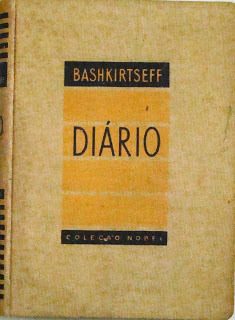 BASHKIRTSEFF
DIÁRIO
COLEÇÃO NOBEL